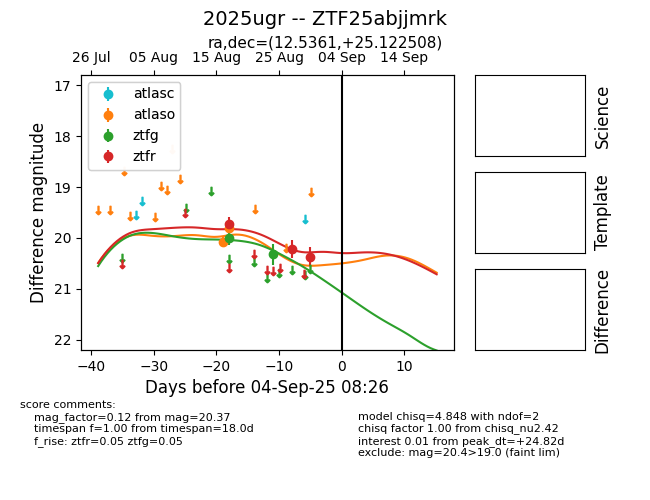 2025ugr -- ZTF25abjjmrk
ra,dec=(12.5361,+25.122508)
26 Jul 05 Aug 15 Aug 25 Aug 04 Sep 14 Sep
17
18
19
20
21
22
Difference magnitude
atlasc
atlaso
ztfg
ztfr
Science
Template
Difference
−40 −30 −20 −10 0 10
Days before 04-Sep-25 08:26
score comments:
mag_factor=0.12 from mag=20.37
timespan f=1.00 from timespan=18.0d
f_rise: ztfr=0.05 ztfg=0.05
model chisq=4.848 with ndof=2
chisq factor 1.00 from chisq_nu2.42
interest 0.01 from peak_dt=+24.82d
exclude: mag=20.4>19.0 (faint lim)